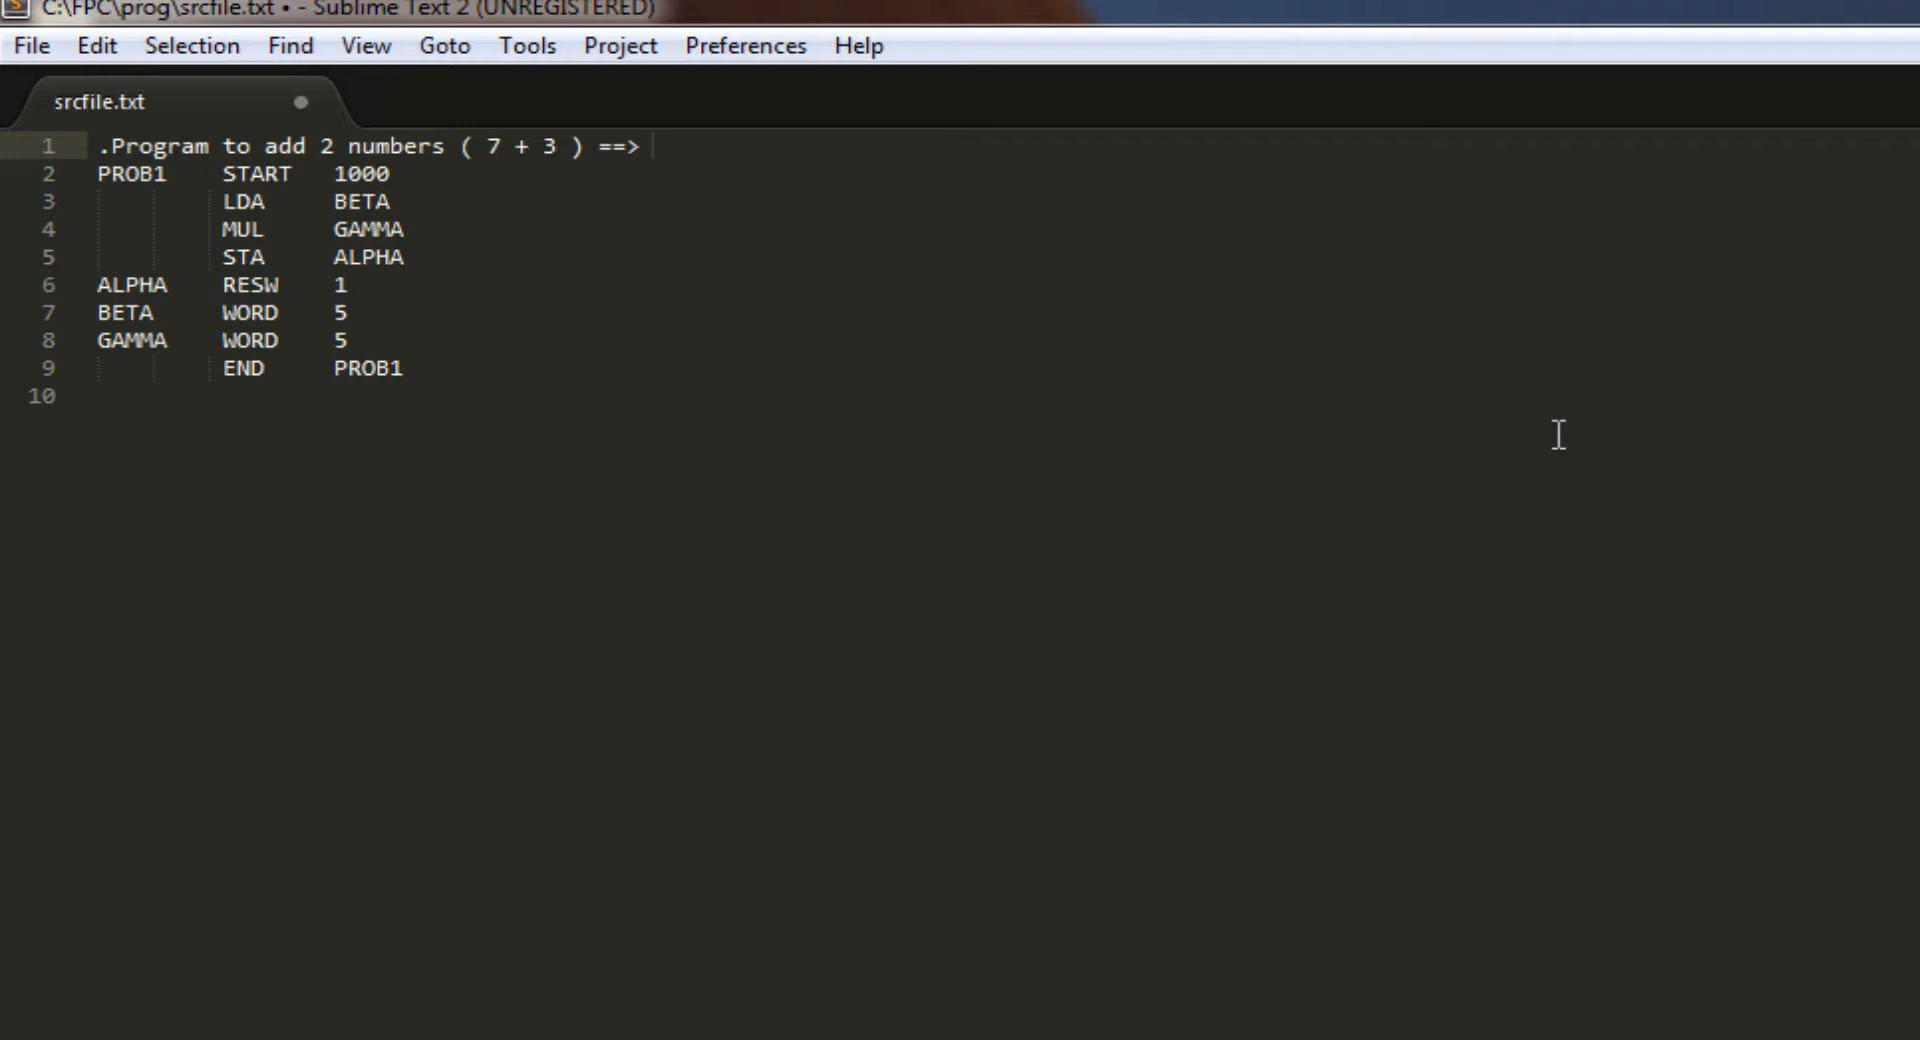 C:\FPC\prog\srcfile.txt • - Sublime Text 2 (UNREGISTERED)
File Edit Selection Find View Goto Tools Project Preferences Help
srcfile.txt
1 .Program to add 2 numbers ( 7 + 3 ) ==>
2 PROB1 START 1000
3 LDA BETA
4 MUL GAMMA
5 STA ALPHA
6 ALPHA RESW 1
7 BETA WORD 5
8 GAMMA WORD 5
9 END PROB1
10